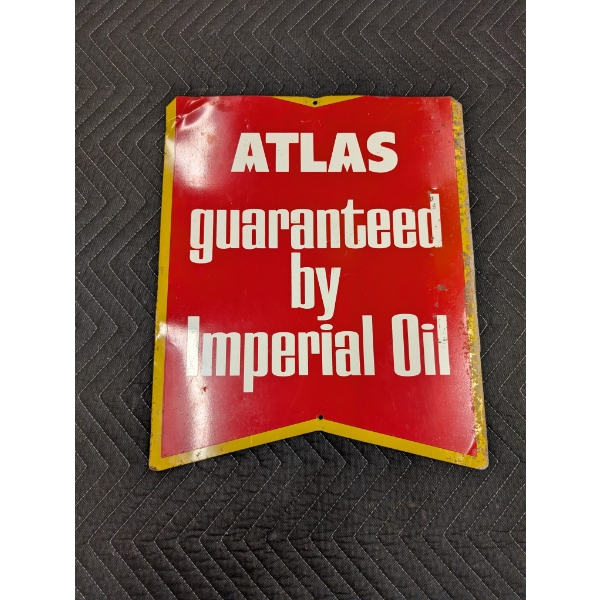 ATLAS
guaranteed
by
Imperial Oil